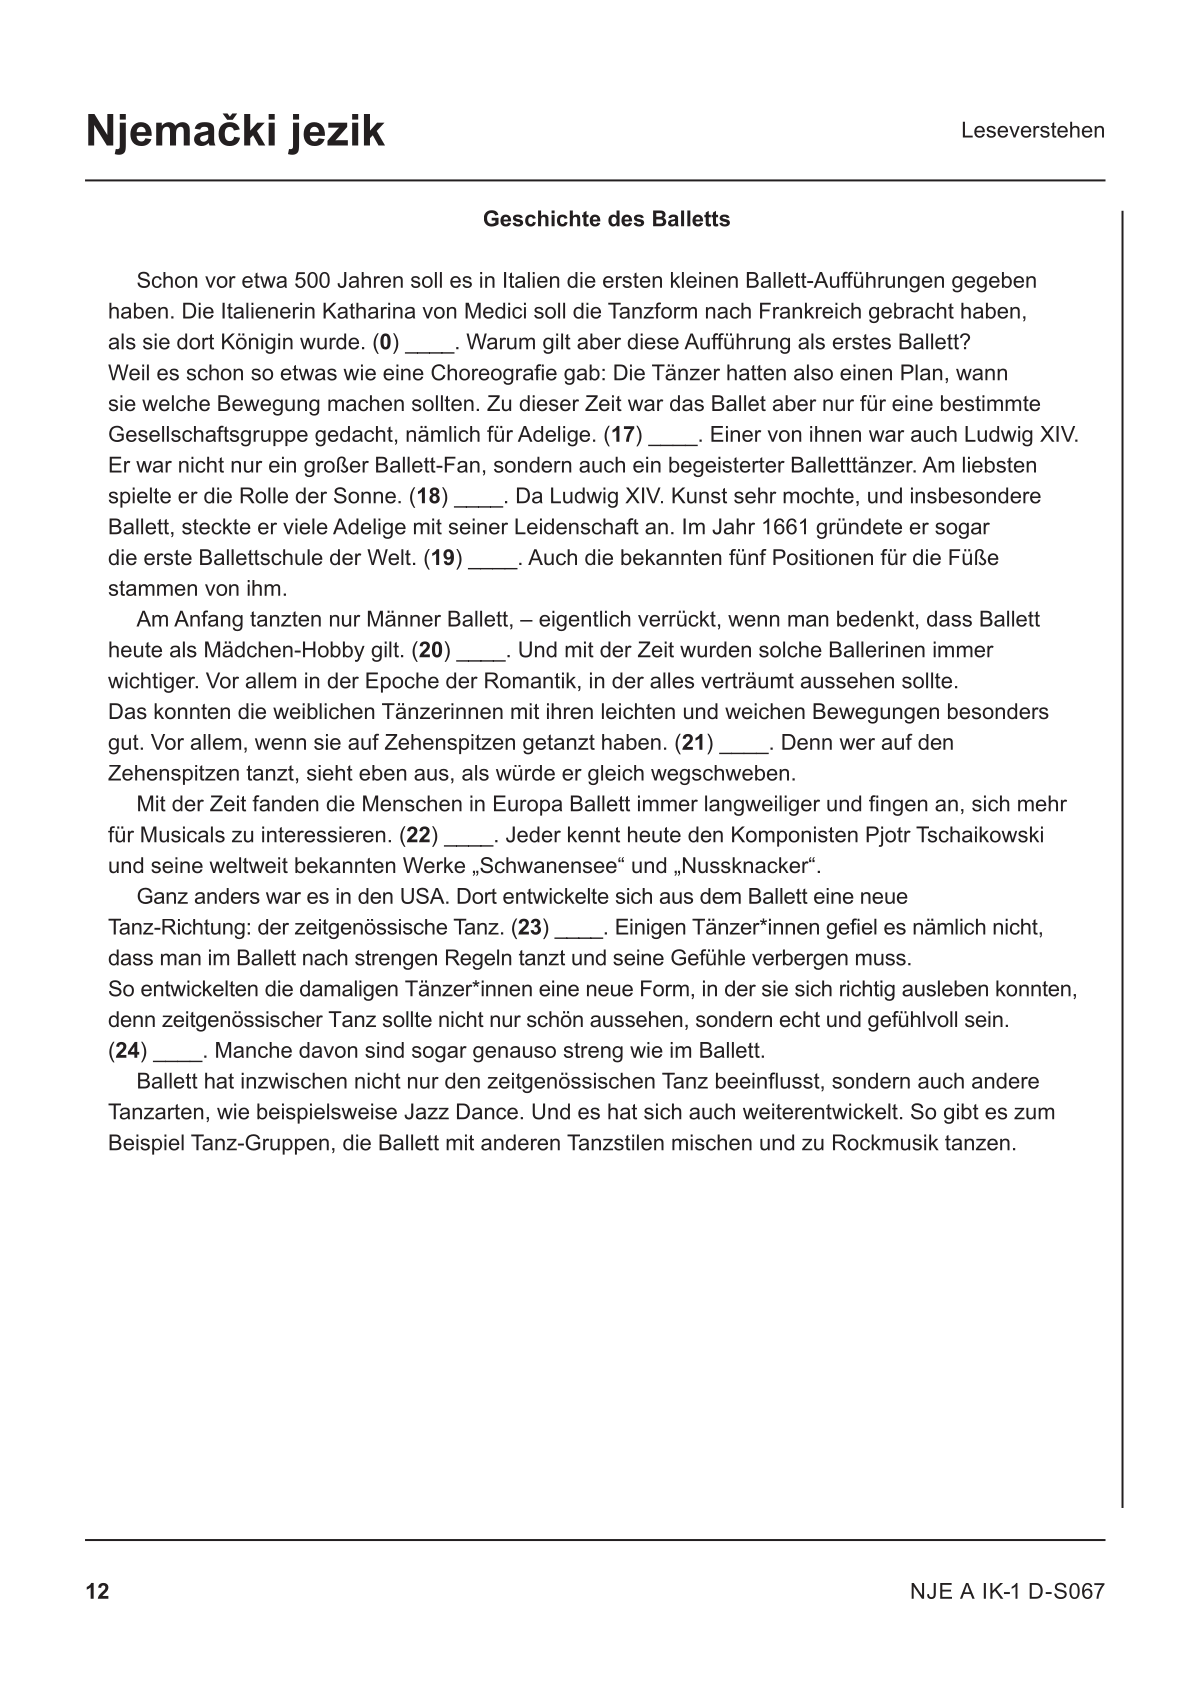 Njemački jezik
Leseverstehen
Geschichte des Balletts
Schon vor etwa 500 Jahren soll es in Italien die ersten kleinen Ballett-Aufführungen gegeben
haben. Die Italienerin Katharina von Medici soll die Tanzform nach Frankreich gebracht haben,
als sie dort Königin wurde. (0) ____. Warum gilt aber diese Aufführung als erstes Ballett?
Weil es schon so etwas wie eine Choreografie gab: Die Tänzer hatten also einen Plan, wann
sie welche Bewegung machen sollten. Zu dieser Zeit war das Ballet aber nur für eine bestimmte
Gesellschaftsgruppe gedacht, nämlich für Adelige. (17) ____. Einer von ihnen war auch Ludwig XIV.
Er war nicht nur ein großer Ballett-Fan, sondern auch ein begeisterter Balletttänzer. Am liebsten
spielte er die Rolle der Sonne. (18) ____. Da Ludwig XIV. Kunst sehr mochte, und insbesondere
Ballett, steckte er viele Adelige mit seiner Leidenschaft an. Im Jahr 1661 gründete er sogar
die erste Ballettschule der Welt. (19) ____. Auch die bekannten fünf Positionen für die Füße
stammen von ihm.
Am Anfang tanzten nur Männer Ballett, – eigentlich verrückt, wenn man bedenkt, dass Ballett
heute als Mädchen-Hobby gilt. (20) ____. Und mit der Zeit wurden solche Ballerinen immer
wichtiger. Vor allem in der Epoche der Romantik, in der alles verträumt aussehen sollte.
Das konnten die weiblichen Tänzerinnen mit ihren leichten und weichen Bewegungen besonders
gut. Vor allem, wenn sie auf Zehenspitzen getanzt haben. (21) ____. Denn wer auf den
Zehenspitzen tanzt, sieht eben aus, als würde er gleich wegschweben.
Mit der Zeit fanden die Menschen in Europa Ballett immer langweiliger und fingen an, sich mehr
für Musicals zu interessieren. (22) ____. Jeder kennt heute den Komponisten Pjotr Tschaikowski
und seine weltweit bekannten Werke „Schwanensee“ und „Nussknacker“.
Ganz anders war es in den USA. Dort entwickelte sich aus dem Ballett eine neue
Tanz-Richtung: der zeitgenössische Tanz. (23) ____. Einigen Tänzer*innen gefiel es nämlich nicht,
dass man im Ballett nach strengen Regeln tanzt und seine Gefühle verbergen muss.
So entwickelten die damaligen Tänzer*innen eine neue Form, in der sie sich richtig ausleben konnten,
denn zeitgenössischer Tanz sollte nicht nur schön aussehen, sondern echt und gefühlvoll sein.
(24) ____. Manche davon sind sogar genauso streng wie im Ballett.
Ballett hat inzwischen nicht nur den zeitgenössischen Tanz beeinflusst, sondern auch andere
Tanzarten, wie beispielsweise Jazz Dance. Und es hat sich auch weiterentwickelt. So gibt es zum
Beispiel Tanz-Gruppen, die Ballett mit anderen Tanzstilen mischen und zu Rockmusik tanzen.
12
NJE A IK-1 D-S067